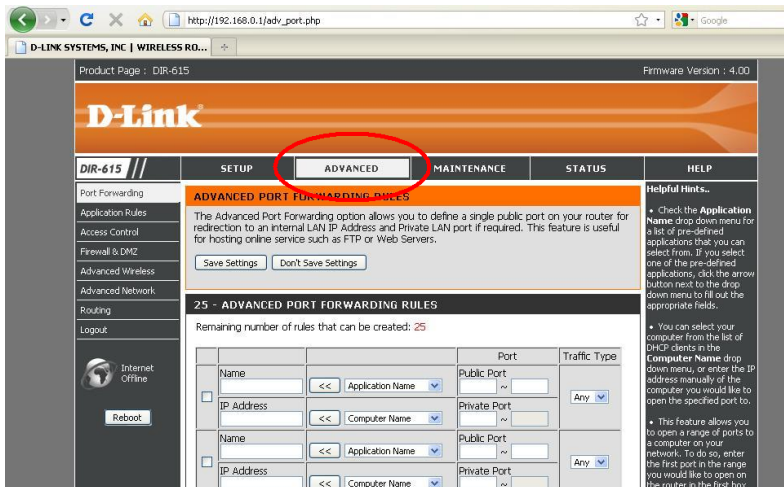 http://192.168.0.1/adv_port.php
Google
D-LINK SYSTEMS, INC | WIRELESS RO...
Product Page : DIR-615
Firmware Version : 4.00
D-Link
DIR-615
SETUP
ADVANCED
MAINTENANCE
STATUS
HELP
Port Forwarding
Application Rules
Access Control
Firewall & DMZ
Advanced Wireless
Advanced Network
Routing
Logout
Internet
Offline
Reboot
ADVANCED PORT FORWARDING RULES
The Advanced Port Forwarding option allows you to define a single public port on your router for
redirection to an internal LAN IP Address and Private LAN port if required. This feature is useful
for hosting online service such as FTP or Web Servers.
Save Settings
Don't Save Settings
25 - ADVANCED PORT FORWARDING RULES
Remaining number of rules that can be created: 25
Port
Traffic Type
Name
<<
Application Name
Public Port
~
Any
IP Address
<<
Computer Name
Private Port
~
Name
<<
Application Name
Public Port
~
Any
IP Address
<<
Computer Name
Private Port
~
Helpful Hints..
• Check the Application
Name drop down menu for
a list of pre-defined
applications that you can
select from. If you select
one of the pre-defined
applications, click the arrow
button next to the drop
down menu to fill out the
appropriate fields.
• You can select your
computer from the list of
DHCP clients in the
Computer Name drop
down menu, or enter the IP
address manually of the
computer you would like to
open the specified port to.
• This feature allows you
to open a range of ports to
a computer on your
network. To do so, enter
the first port in the range
you would like to open on
the router in the first box